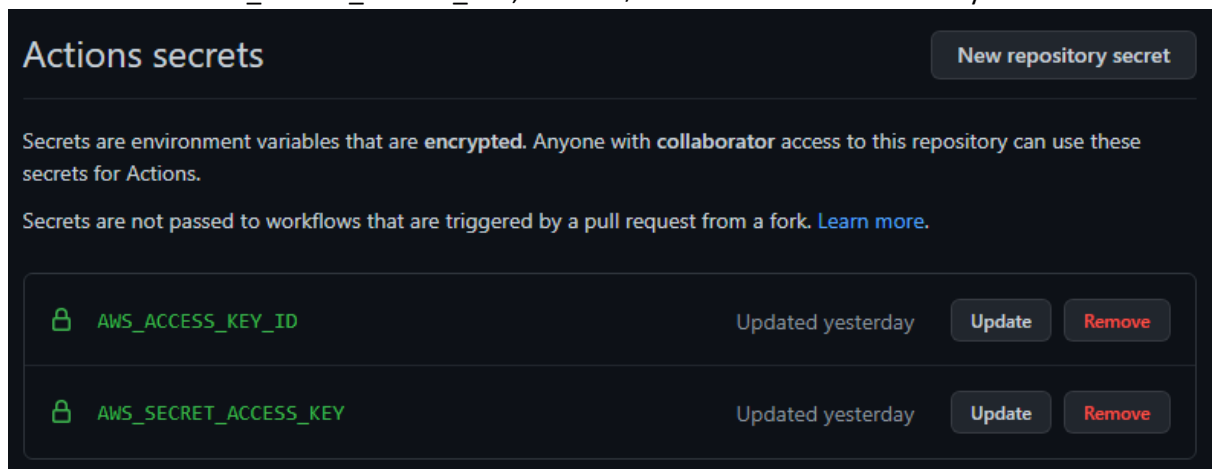 Actions secrets
New repository secret
Secrets are environment variables that are encrypted. Anyone with collaborator access to this repository can use these
secrets for Actions.
Secrets are not passed to workflows that are triggered by a pull request from a fork. Learn more.
AWS_ACCESS_KEY_ID
Updated yesterday
Update
Remove
AWS_SECRET_ACCESS_KEY
Updated yesterday
Update
Remove